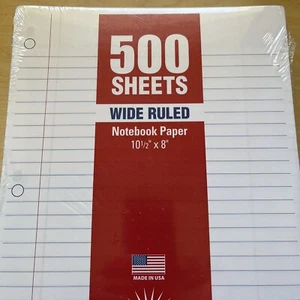 500
SHEETS
WIDE RULED
Notebook Paper
10½" x 8"
MADE IN USA